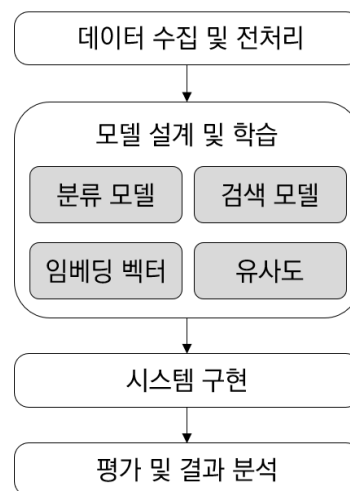 데이터 수집 및 전처리
모델 설계 및 학습
분류 모델
검색 모델
임베딩 벡터
유사도
시스템 구현
평가 및 결과 분석